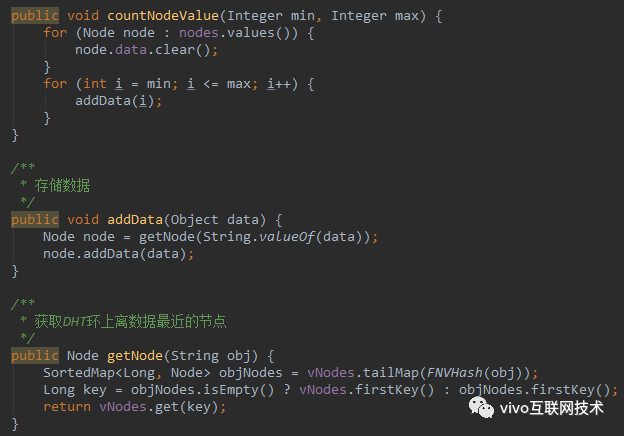 public void countNodeValue(Integer min, Integer max) {
    for (Node node : nodes.values()) {
        node.data.clear();
    }
    for (int i = min; i <= max; i++) {
        addData(i);
    }
}
/**
 * 存储数据
 */
public void addData(Object data) {
    Node node = getNode(String.valueOf(data));
    node.addData(data);
}
/**
 * 获取DHT环上离数据最近的节点
 */
public Node getNode(String obj) {
    SortedMap<Long, Node> objNodes = vNodes.tailMap(FNVHash(obj));
    Long key = objNodes.isEmpty() ? vNodes.firstKey() : objNodes.firstKey();
    return vNodes.get(key);
}
vivo互联网技术